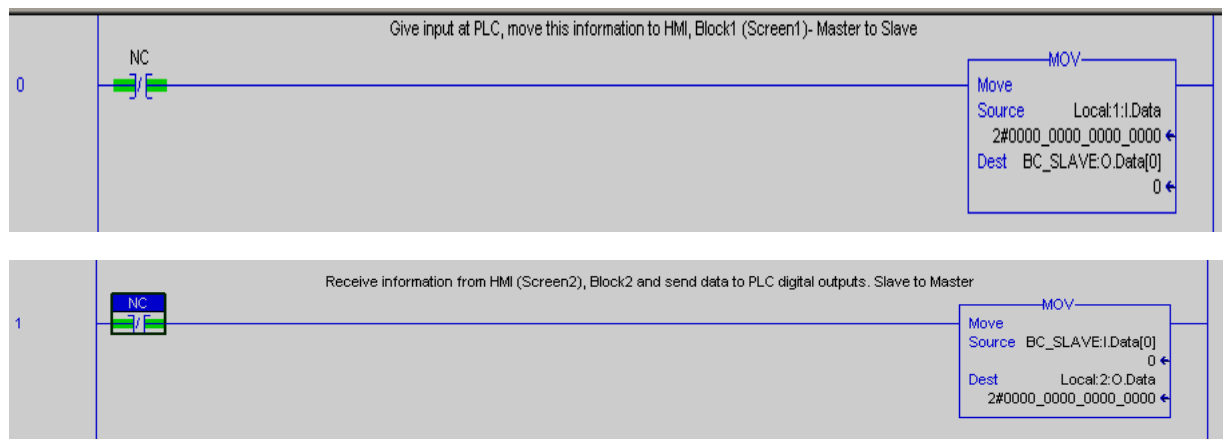 Give input at PLC, move this information to HMI, Block1 (Screen1)- Master to Slave
NC
0
MOV
Move
Source Local:1:I.Data
2#0000_0000_0000_0000
Dest BC_SLAVE:O.Data[0]
0
Receive information from HMI (Screen2), Block2 and send data to PLC digital outputs. Slave to Master
NC
1
MOV
Move
Source BC_SLAVE:I.Data[0]
0
Dest Local:2:O.Data
2#0000_0000_0000_0000